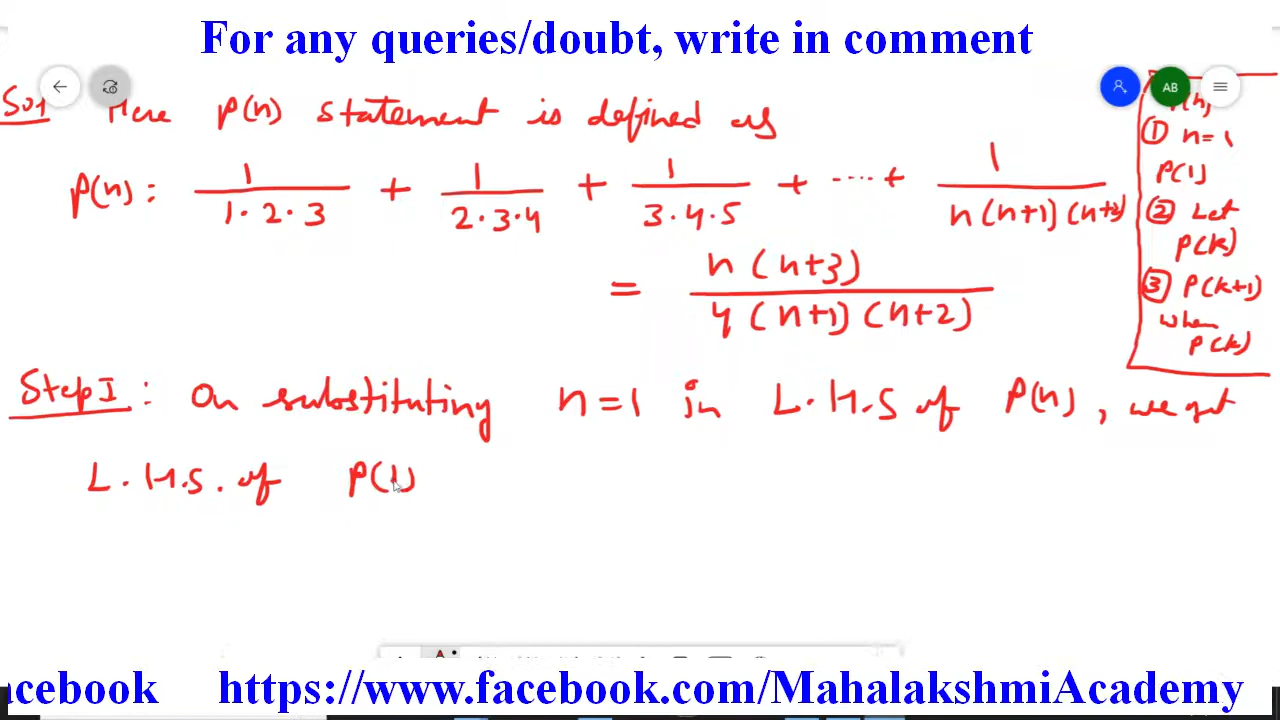 For any queries/doubt, write in comment
Sol Here P(n) statement is defined as
P(n): 1/(1·2·3) + 1/(2·3·4) + 1/(3·4·5) + ····+ 1/(n(n+1)(n+2))
= n(n+3)/(4(n+1)(n+2))
AB
① n=1
P(1)
② Let
P(k)
③ P(k+1)
when
P(k)
Step I: On substituting n=1 in L.H.S of P(n), we get
L.H.S. of P(1)
acebook https://www.facebook.com/MahalakshmiAcademy